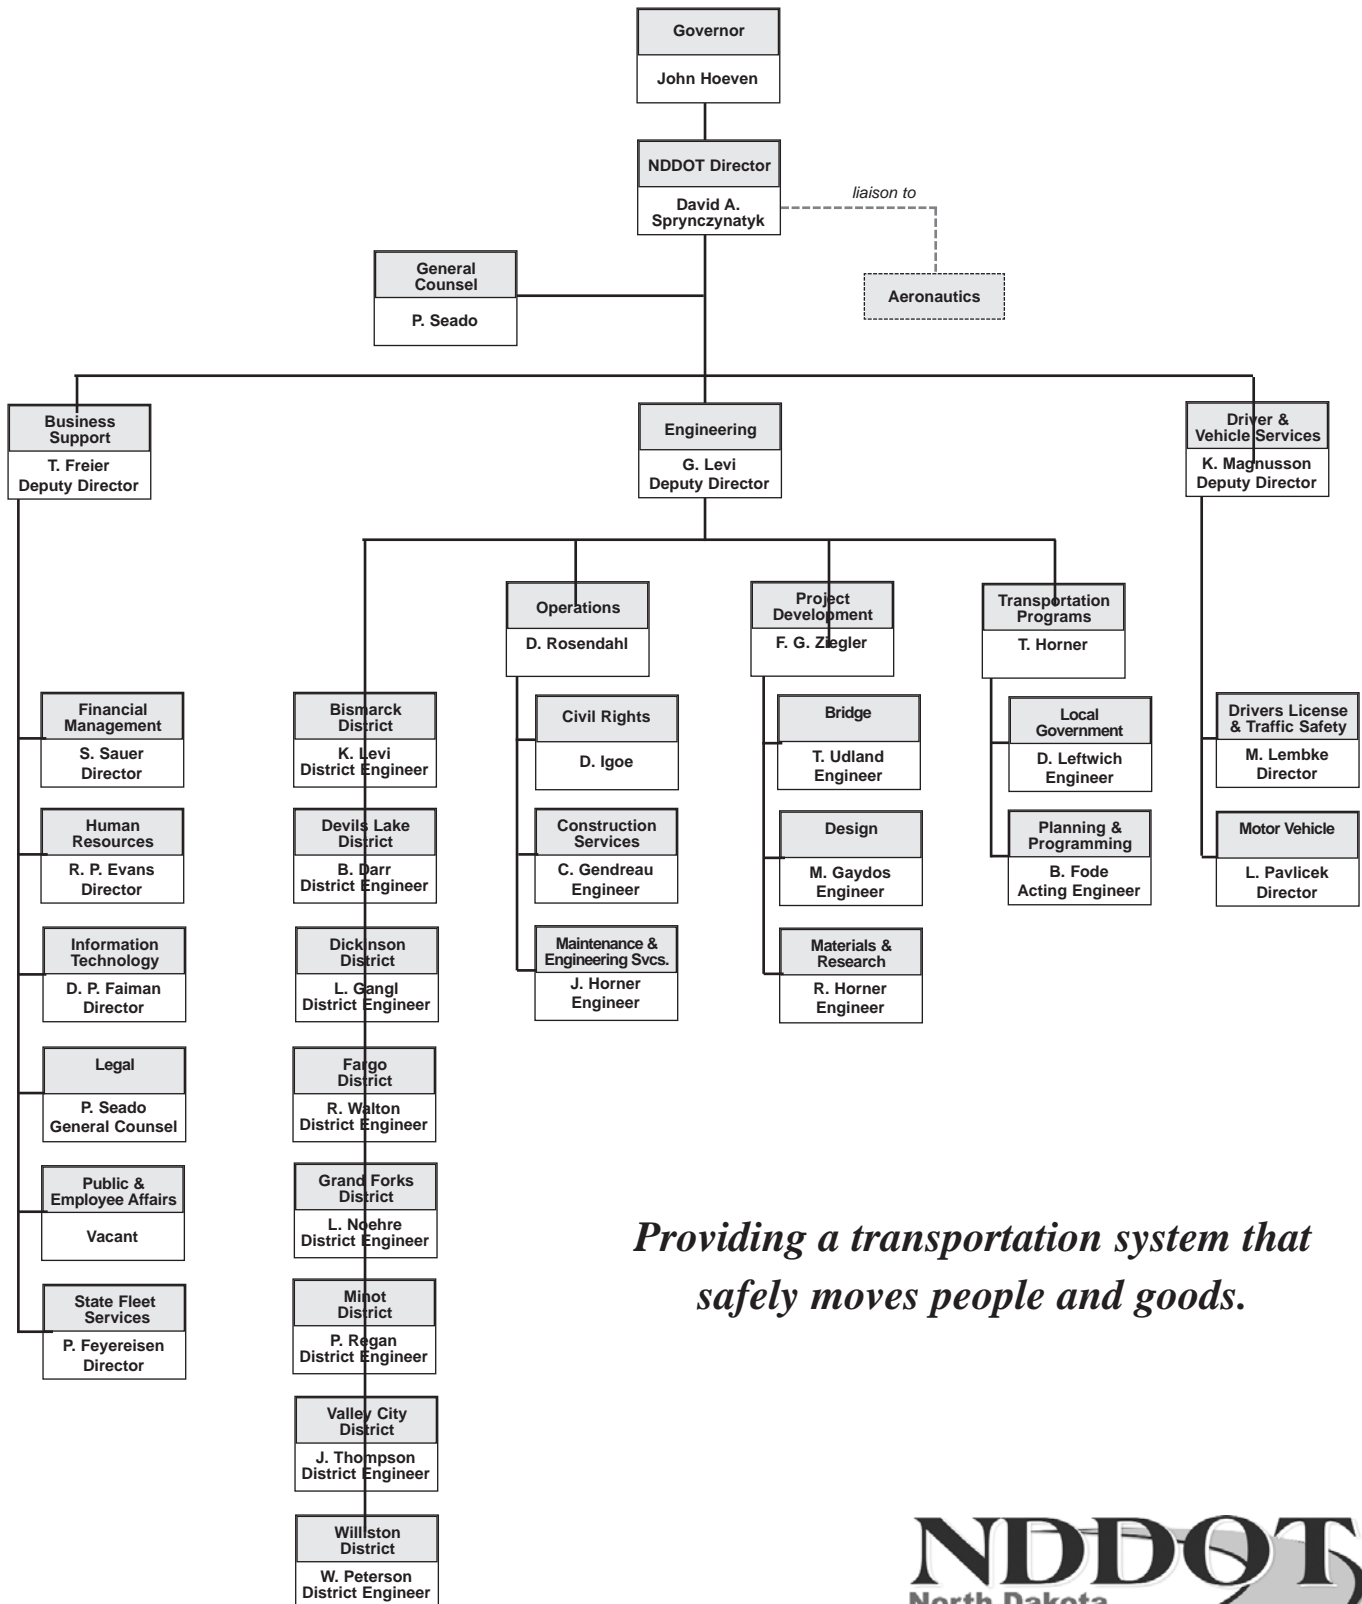 Governor
John Hoeven
NDDOT Director
David A.
Sprynczynatyk
liaison to
Aeronautics
General
Counsel
P. Seado
Business
Support
T. Freier
Deputy Director
Engineering
G. Levi
Deputy Director
Driver &
Vehicle Services
K. Magnusson
Deputy Director
Operations
D. Rosendahl
Project
Development
F. G. Ziegler
Transportation
Programs
T. Horner
Financial
Management
S. Sauer
Director
Human
Resources
R. P. Evans
Director
Information
Technology
D. P. Faiman
Director
Legal
P. Seado
General Counsel
Public &
Employee Affairs
Vacant
State Fleet
Services
P. Feyereisen
Director
Bismarck
District
K. Levi
District Engineer
Devils Lake
District
B. Darr
District Engineer
Dickinson
District
L. Gangl
District Engineer
Fargo
District
R. Walton
District Engineer
Grand Forks
District
L. Noehre
District Engineer
Minot
District
P. Regan
District Engineer
Valley City
District
J. Thompson
District Engineer
Williston
District
W. Peterson
District Engineer
Civil Rights
D. Igoe
Construction
Services
C. Gendreau
Engineer
Maintenance &
Engineering Svcs.
J. Horner
Engineer
Bridge
T. Udland
Engineer
Design
M. Gaydos
Engineer
Materials &
Research
R. Horner
Engineer
Local
Government
D. Leftwich
Engineer
Planning &
Programming
B. Fode
Acting Engineer
Drivers License
& Traffic Safety
M. Lembke
Director
Motor Vehicle
L. Pavlicek
Director
Providing a transportation system that
safely moves people and goods.
NDDOT
North Dakota